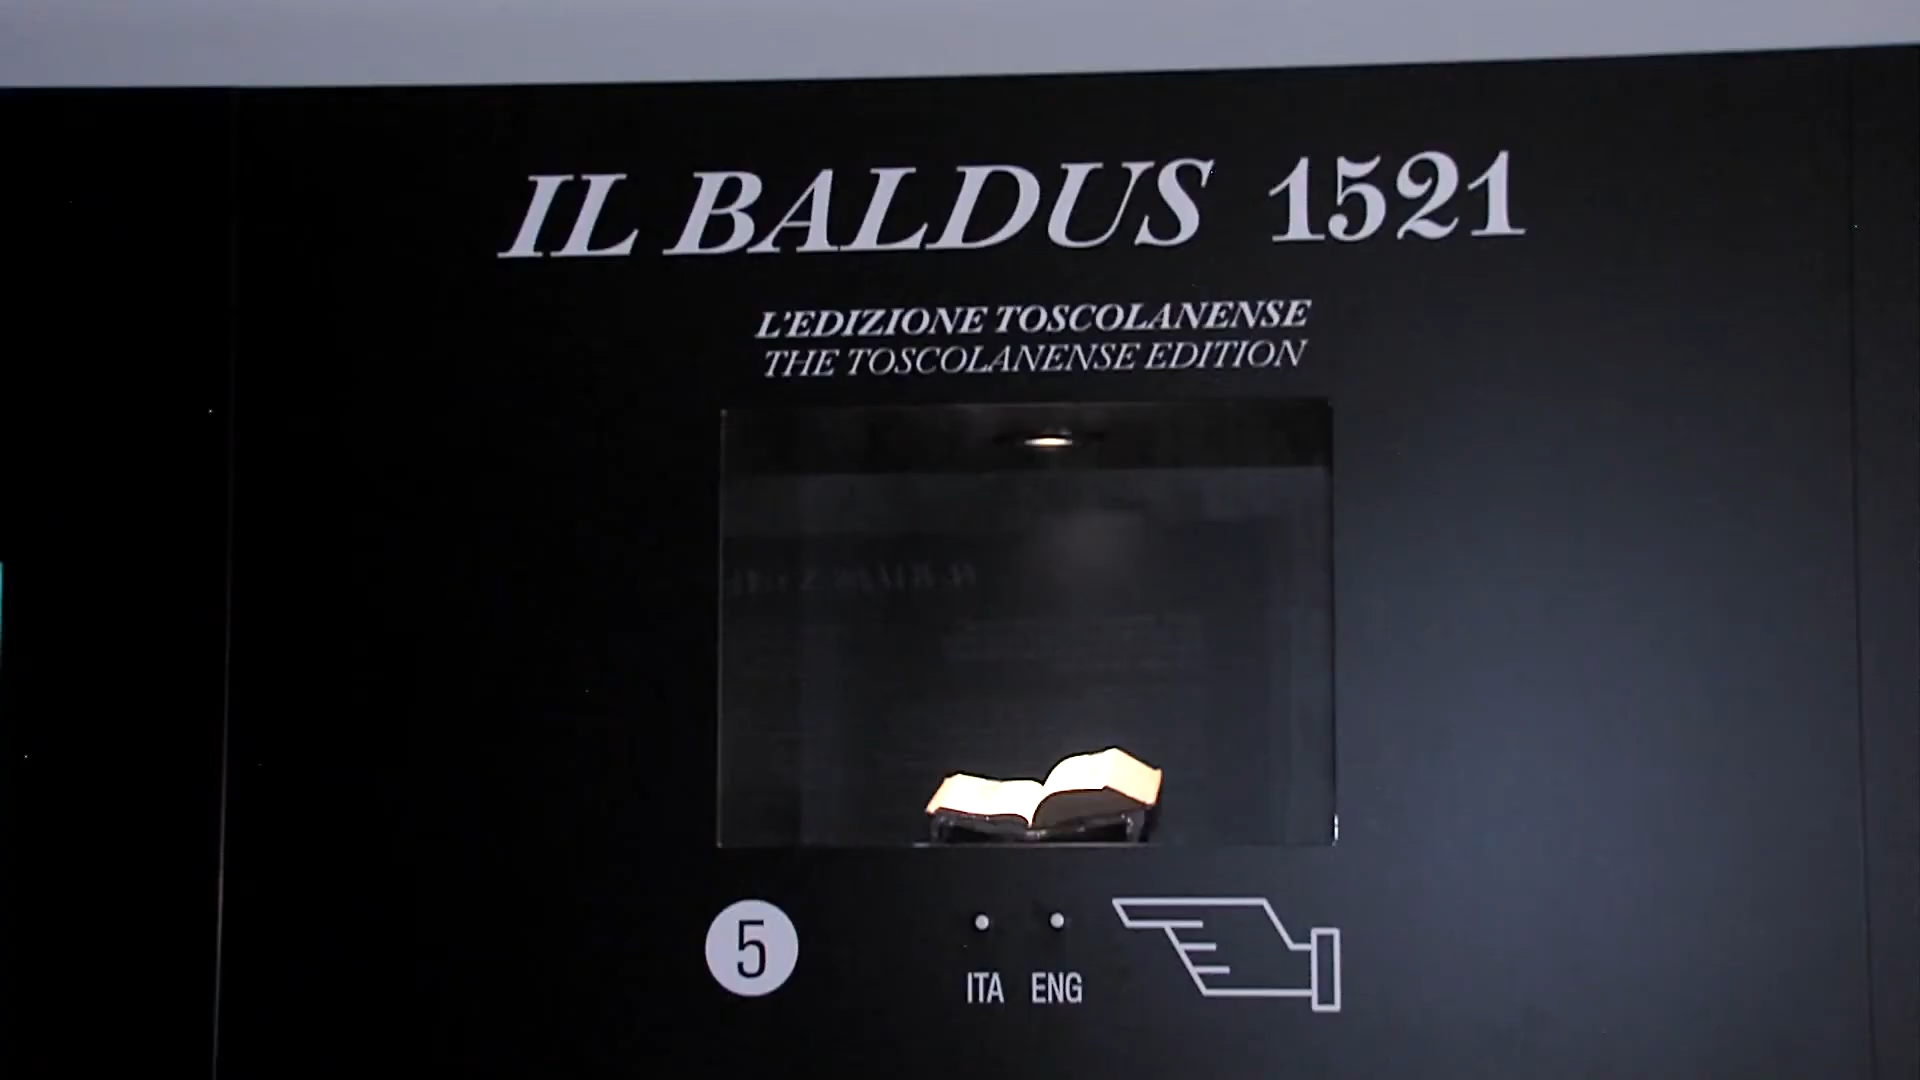 IL BALDUS 1521
L'EDIZIONE TOSCOLANENSE
THE TOSCOLANENSE EDITION
5
ITA ENG